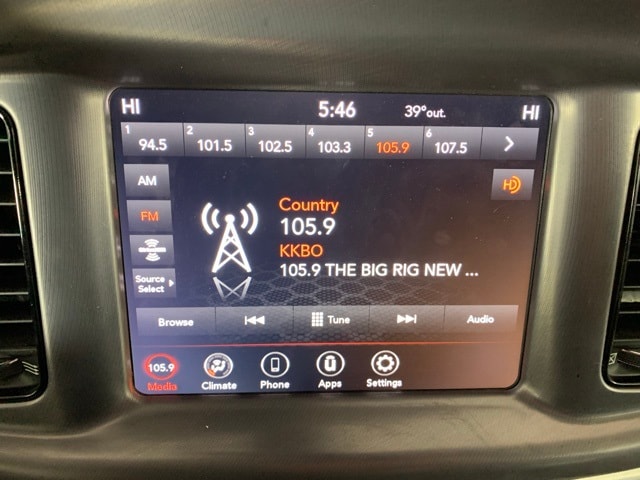 HI 5:46 39°out. HI
1 2 3 4 5 6
94.5 101.5 102.5 103.3 105.9 107.5
AM
HD
FM
Country
105.9
KKBO
105.9 THE BIG RIG NEW ...
Source
Select
Browse Tune Audio
105.9
Media Climate Phone Apps Settings